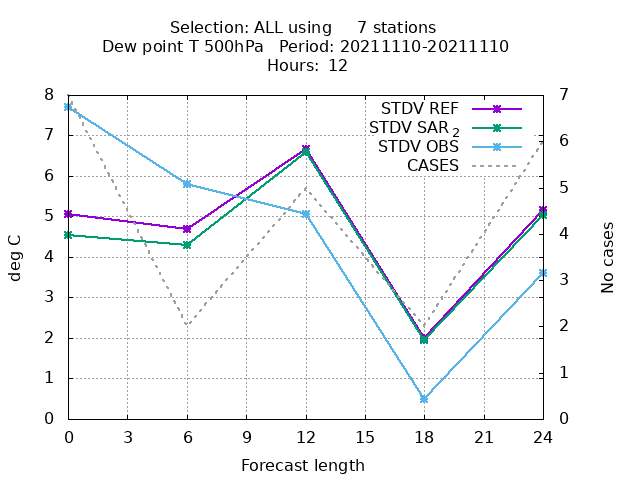 Selection: ALL using     7 stations
Dew point T 500hPa   Period: 20211110-20211110
Hours: 12
STDV REF
STDV SAR 2
STDV OBS
CASES
deg C
8
7
6
5
4
3
2
1
0
7
6
5
4
3
2
1
0
No cases
0 3 6 9 12 15 18 21 24
Forecast length